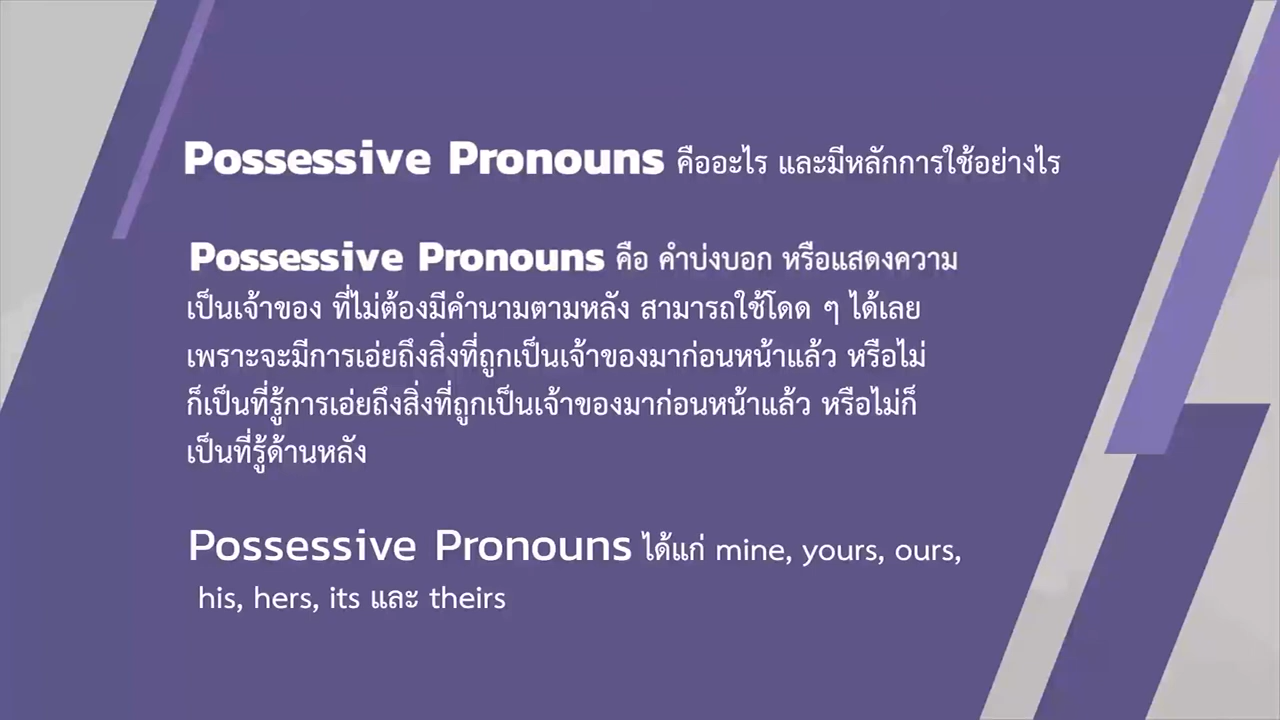 Possessive Pronouns คืออะไร และมีหลักการใช้อย่างไร
Possessive Pronouns คือ คำบ่งบอก หรือแสดงความ
เป็นเจ้าของ ที่ไม่ต้องมีคำนามตามหลัง สามารถใช้โดด ๆ ได้เลย
เพราะจะมีการเอ่ยถึงสิ่งที่ถูกเป็นเจ้าของมาก่อนหน้าแล้ว หรือไม่
ก็เป็นที่รู้การเอ่ยถึงสิ่งที่ถูกเป็นเจ้าของมาก่อนหน้าแล้ว หรือไม่ก็
เป็นที่รู้ด้านหลัง
Possessive Pronouns ได้แก่ mine, yours, ours,
his, hers, its และ theirs